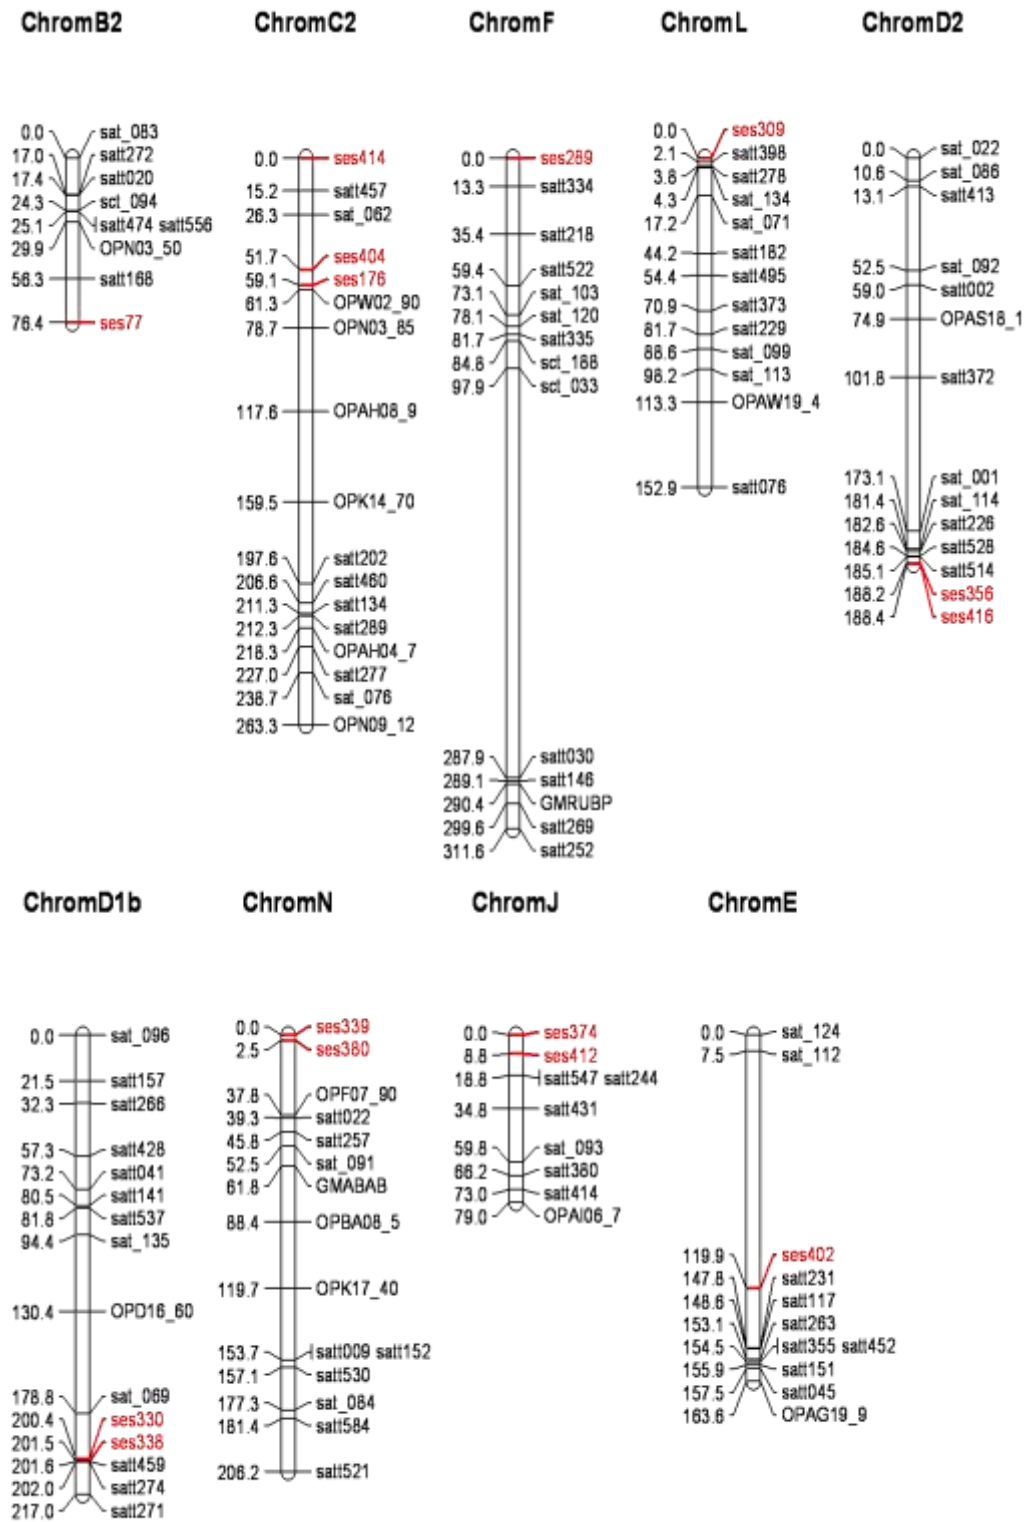 ChromB2 ChromC2 ChromF ChromL ChromD2
0.0 sat_083
17.0 satt272
17.4 satt020
24.3 sct_094
25.1 satt474 satt556
29.9 OPN03_50
56.3 satt168
76.4 ses77
0.0 ses414
15.2 satt457
26.3 sat_062
51.7 ses404
59.1 ses176
61.3 OPW02_90
78.7 OPN03_85
117.6 OPAH08_9
159.5 OPK14_70
197.6 satt202
206.6 satt460
211.3 satt134
212.3 satt289
218.3 OPAH04_7
227.0 satt277
238.7 sat_076
263.3 OPN09_12
0.0 ses289
13.3 satt334
35.4 satt218
59.4 satt522
73.1 sat_103
78.1 sat_120
81.7 satt335
84.8 sct_188
97.9 sct_033
287.9 satt030
289.1 satt146
290.4 GMRUBP
299.6 satt269
311.6 satt252
0.0 ses309
2.1 satt398
3.8 satt278
4.3 sat_134
17.2 sat_071
44.2 satt182
54.4 satt495
70.9 satt373
81.7 satt229
88.6 sat_099
98.2 sat_113
113.3 OPAW19_4
152.9 satt076
0.0 sat_022
10.6 sat_086
13.1 satt413
52.5 sat_092
59.0 satt002
74.9 OPAS18_1
101.8 satt372
173.1 sat_001
181.4 sat_114
182.6 satt226
184.6 satt528
185.1 satt514
188.2 ses356
188.4 ses416
ChromD1b ChromN ChromJ ChromE
0.0 sat_096
21.5 satt157
32.3 satt266
57.3 satt428
73.2 satt041
80.5 satt141
81.8 satt537
94.4 sat_135
130.4 OPD16_60
178.8 sat_069
200.4 ses330
201.5 ses338
201.6 satt459
202.0 satt274
217.0 satt271
0.0 ses339
2.5 ses380
37.8 OPF07_90
39.3 satt022
45.8 satt257
52.5 sat_091
61.8 GMABAB
88.4 OPBA08_5
119.7 OPK17_40
153.7 satt009 satt152
157.1 satt530
177.3 sat_084
181.4 satt584
206.2 satt521
0.0 ses374
8.8 ses412
18.8 satt547 satt244
34.8 satt431
59.8 sat_093
66.2 satt380
73.0 satt414
79.0 OPAI06_7
0.0 sat_124
7.5 sat_112
119.9 ses402
147.8 satt231
148.6 satt117
153.1 satt263
154.5 satt355 satt452
155.9 satt151
157.5 satt045
163.6 OPAG19_9